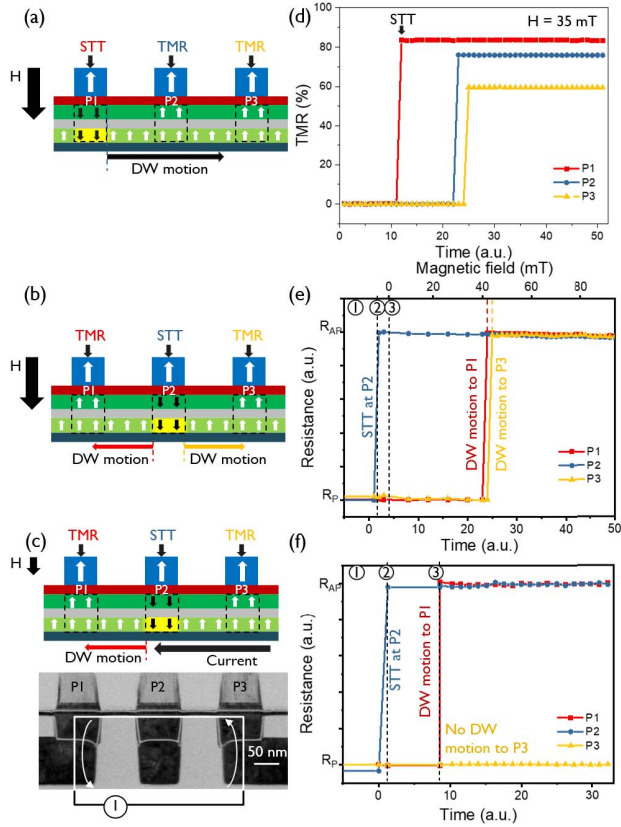 (a)
STT
TMR
TMR
H
P1
P2
P3
DW motion
(d)
STT
H = 35 mT
100
80
60
40
20
0
TMR (%)
P1
P2
P3
0
10
20
30
40
50
Time (a.u.)
(b)
TMR
STT
TMR
H
P1
P2
P3
DW motion
DW motion
(e)
Magnetic field (mT)
0
40
80
1
2
3
R_AP
R_P
Resistance (a.u.)
STT at P2
DW motion to P1
DW motion to P3
P1
P2
P3
0
10
20
30
40
50
Time (a.u.)
(c)
TMR
STT
TMR
H
P1
P2
P3
DW motion
Current
P1
P2
P3
50 nm
I
(f)
1
2
3
R_AP
R_P
Resistance (a.u.)
STT at P2
DW motion to P1
No DW
motion to P3
P1
P2
P3
0
10
20
30
Time (a.u.)